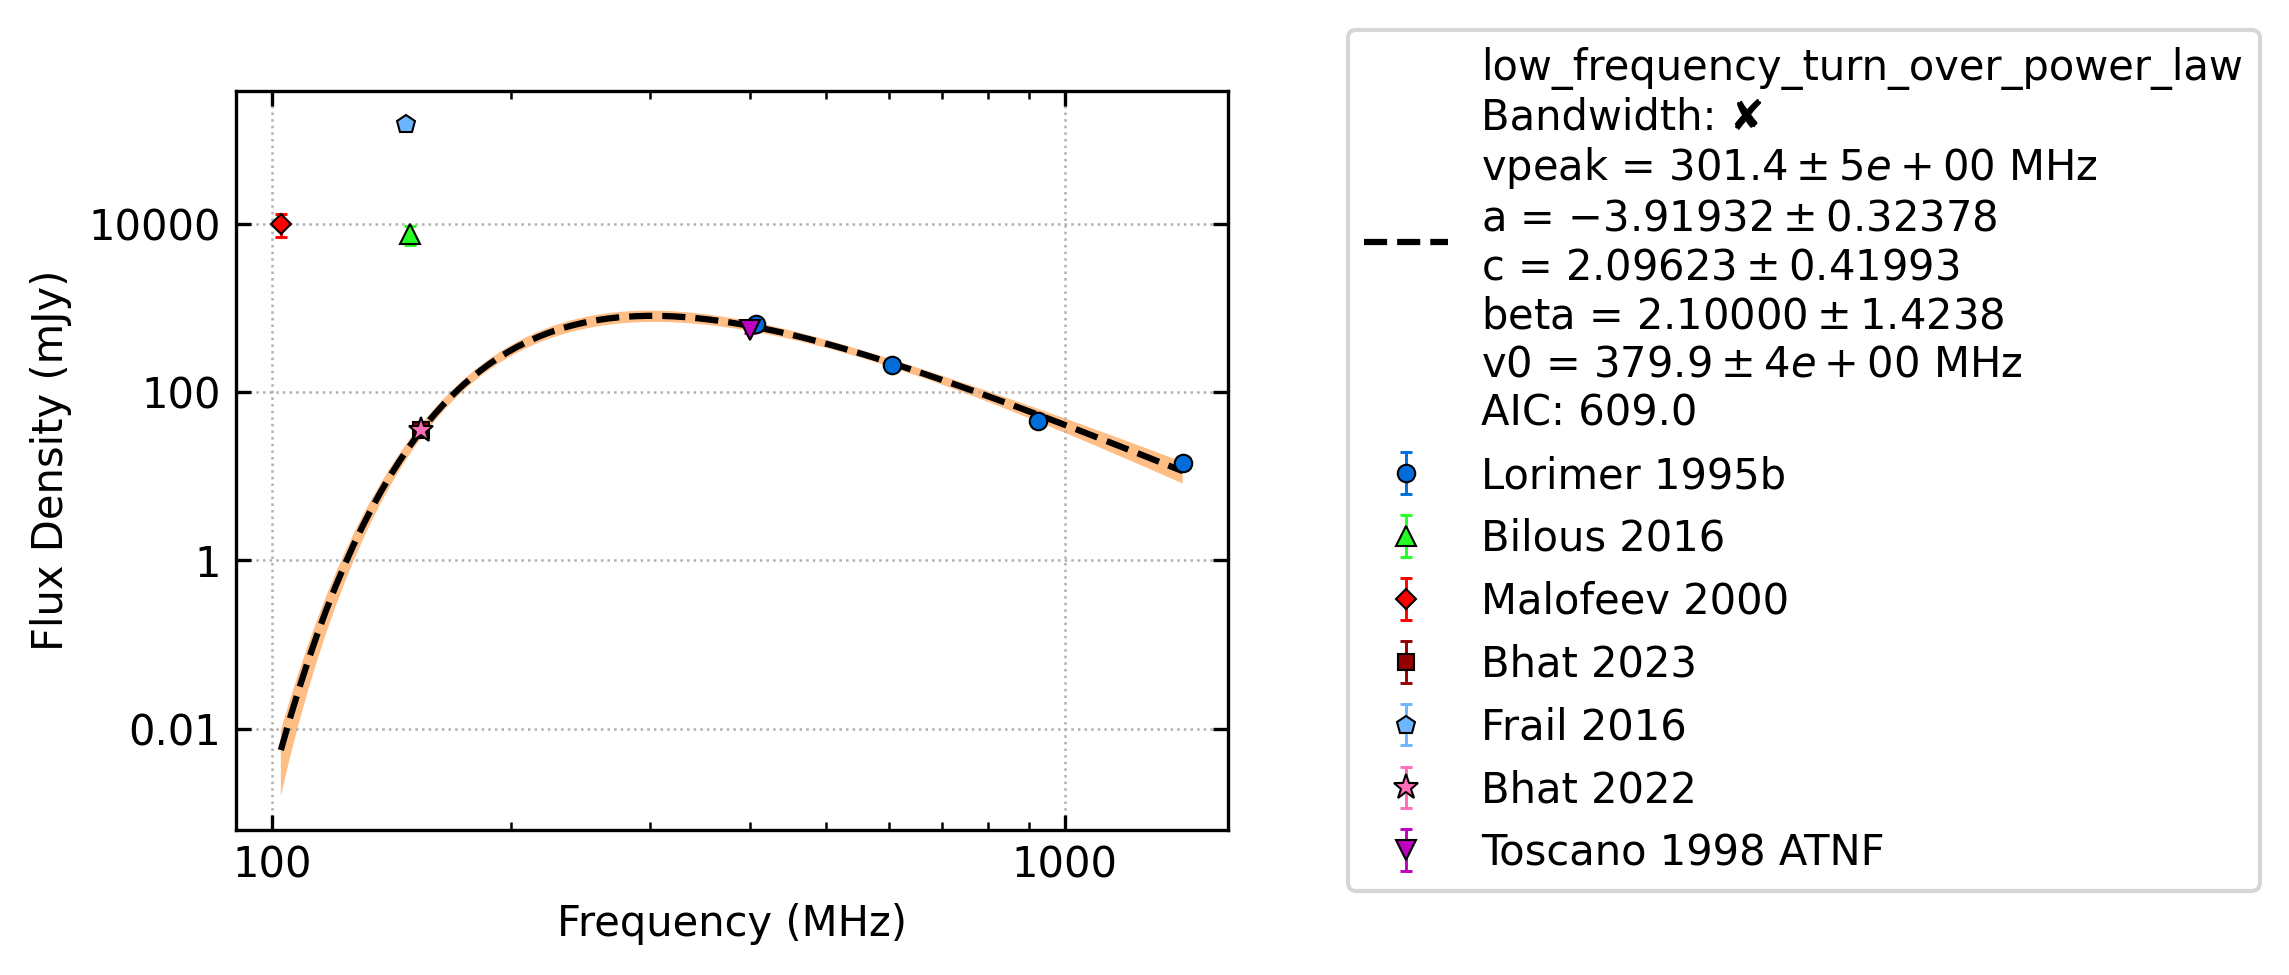 10000
100
1
0.01
100
1000
Flux Density (mJy)
Frequency (MHz)
low_frequency_turn_over_power_law
Bandwidth: ✘
vpeak = 301.4 ± 5e + 00 MHz
a = −3.91932 ± 0.32378
c = 2.09623 ± 0.41993
beta = 2.10000 ± 1.4238
v0 = 379.9 ± 4e + 00 MHz
AIC: 609.0
Lorimer 1995b
Bilous 2016
Malofeev 2000
Bhat 2023
Frail 2016
Bhat 2022
Toscano 1998 ATNF